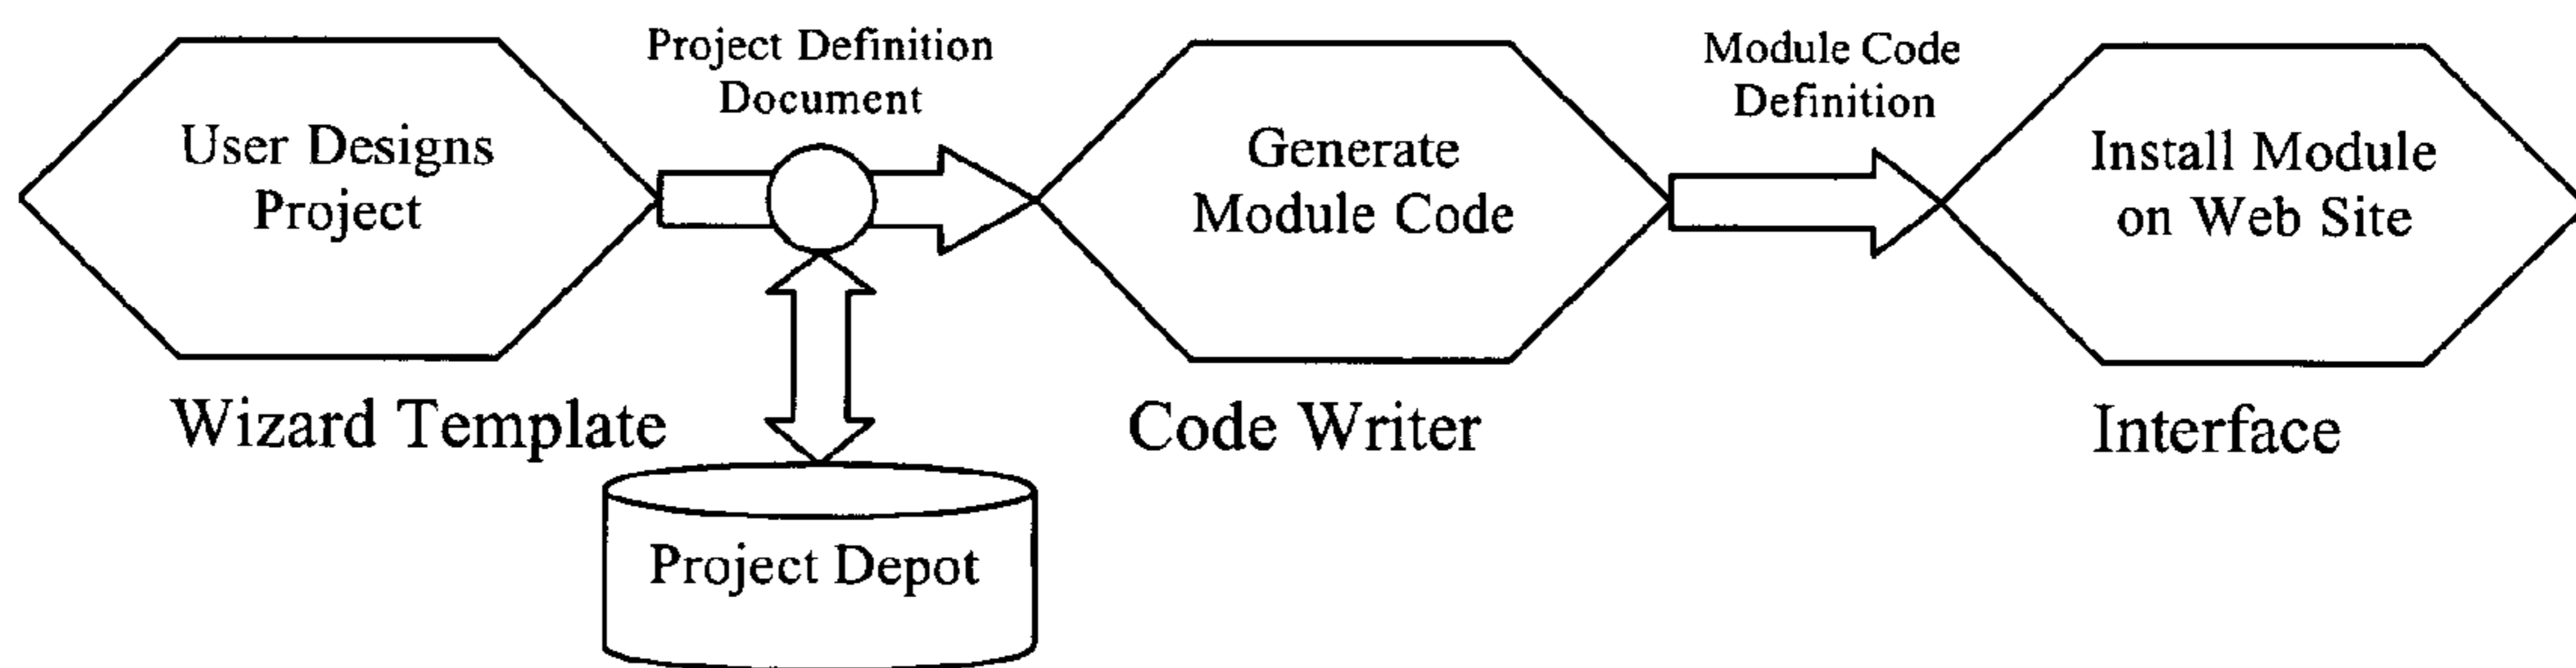 User Designs
Project
Wizard Template
Project Definition
Document
Project Depot
Generate
Module Code
Code Writer
Module Code
Definition
Install Module
on Web Site
Interface